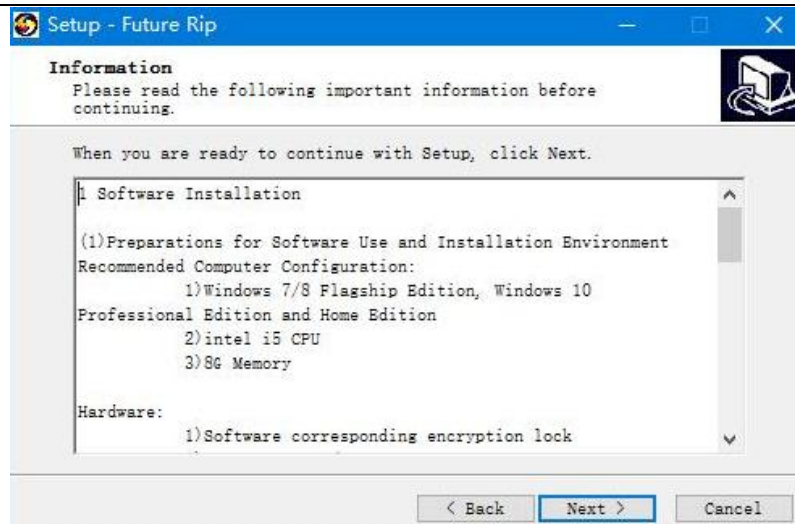 Setup - Future Rip
Information
Please read the following important information before
continuing.
When you are ready to continue with Setup, click Next.
1 Software Installation
(1)Preparations for Software Use and Installation Environment
Recommended Computer Configuration:
1)Windows 7/8 Flagship Edition, Windows 10
Professional Edition and Home Edition
2)intel i5 CPU
3)8G Memory
Hardware:
1)Software corresponding encryption lock
< Back
Next >
Cancel